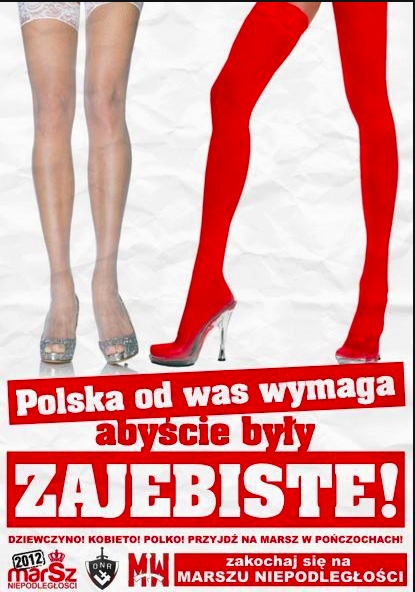 Polska od was wymaga
abyście były
ZAJEBISTE!
DZIEWCZYNO! KOBIETO! POLKO! PRZYJDŹ NA MARSZ W POŃCZOCHACH!
2012
marSz
NIEPODLEGŁOŚCI
ONR
MW
zakochaj się na
MARSZU NIEPODLEGŁOŚCI